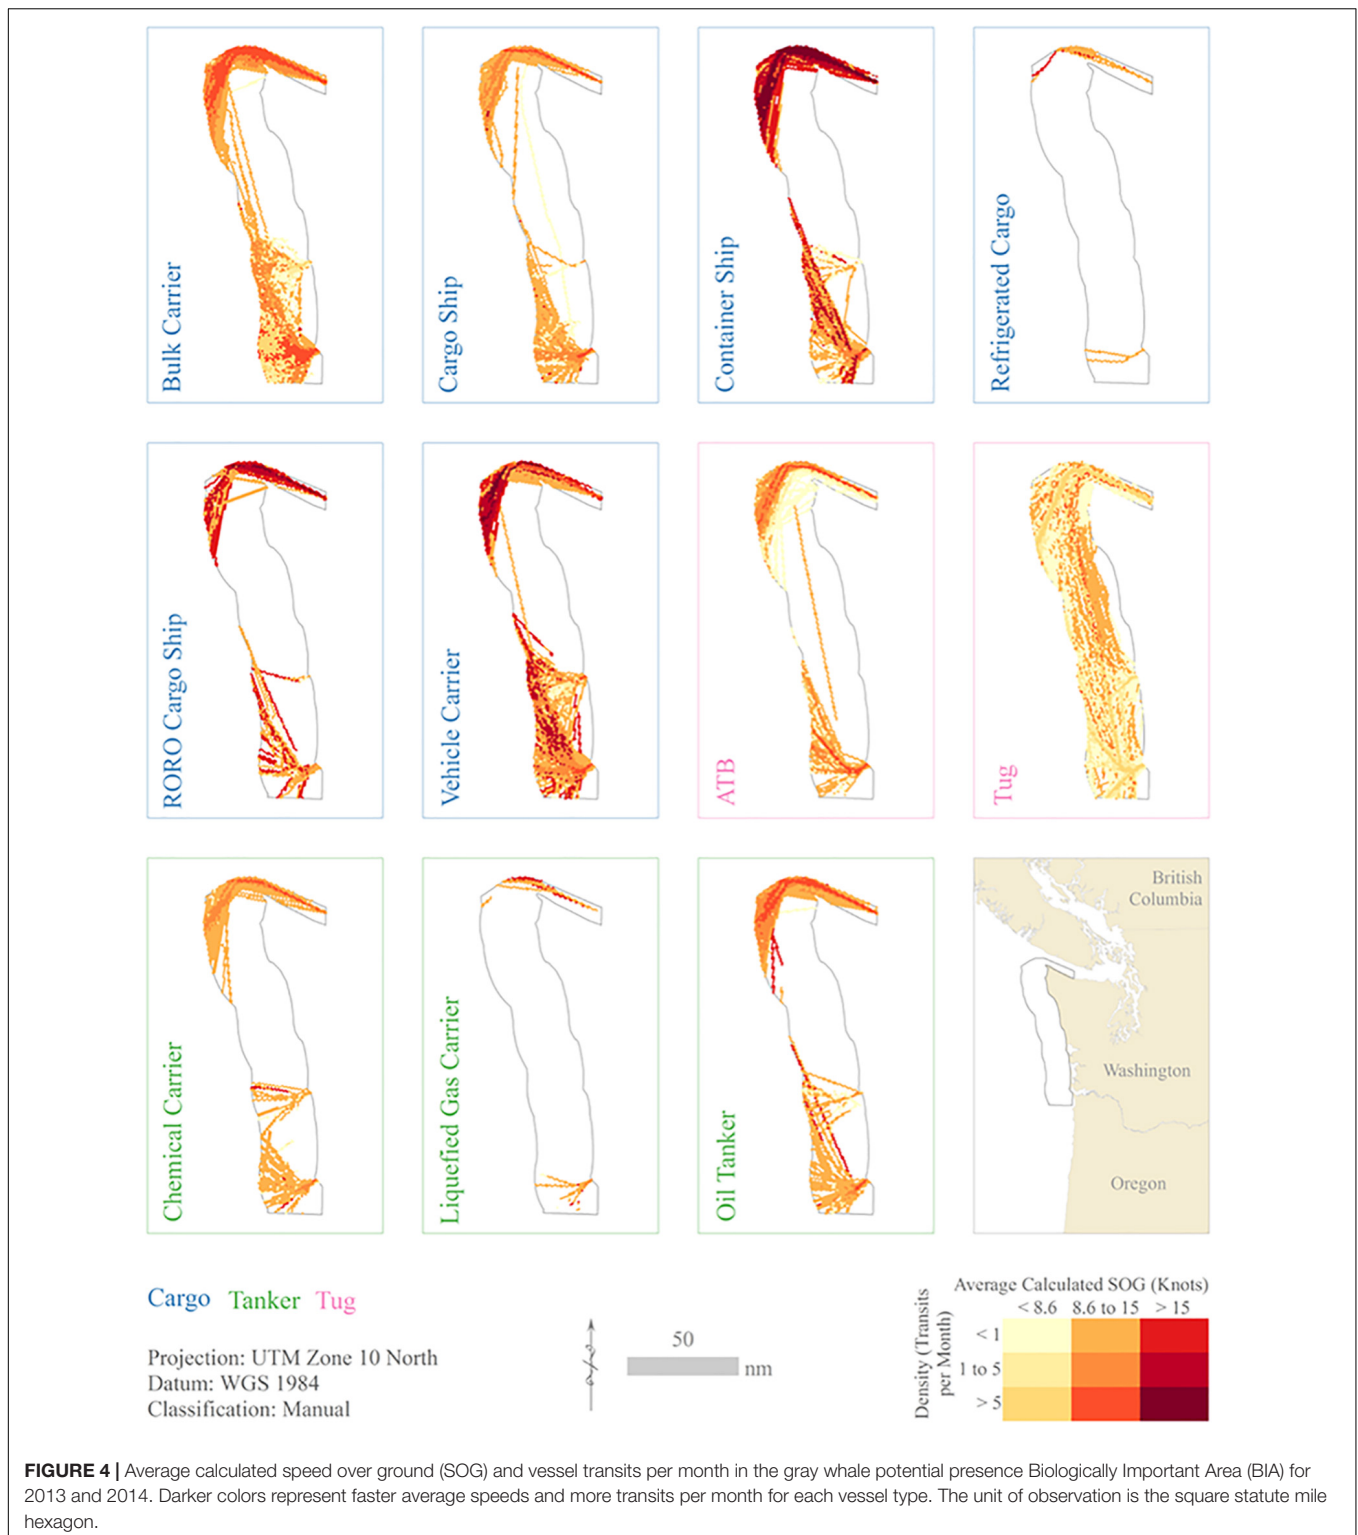 Bulk Carrier
Cargo Ship
Container Ship
Refrigerated Cargo
RORO Cargo Ship
Vehicle Carrier
ATB
Tug
Chemical Carrier
Liquefied Gas Carrier
Oil Tanker
British
Columbia
Washington
Oregon
Cargo Tanker Tug
Projection: UTM Zone 10 North
Datum: WGS 1984
Classification: Manual
50
nm
Average Calculated SOG (Knots)
< 8.6 8.6 to 15 > 15
Density (Transits
per Month)
< 1
1 to 5
> 5
FIGURE 4 | Average calculated speed over ground (SOG) and vessel transits per month in the gray whale potential presence Biologically Important Area (BIA) for
2013 and 2014. Darker colors represent faster average speeds and more transits per month for each vessel type. The unit of observation is the square statute mile
hexagon.